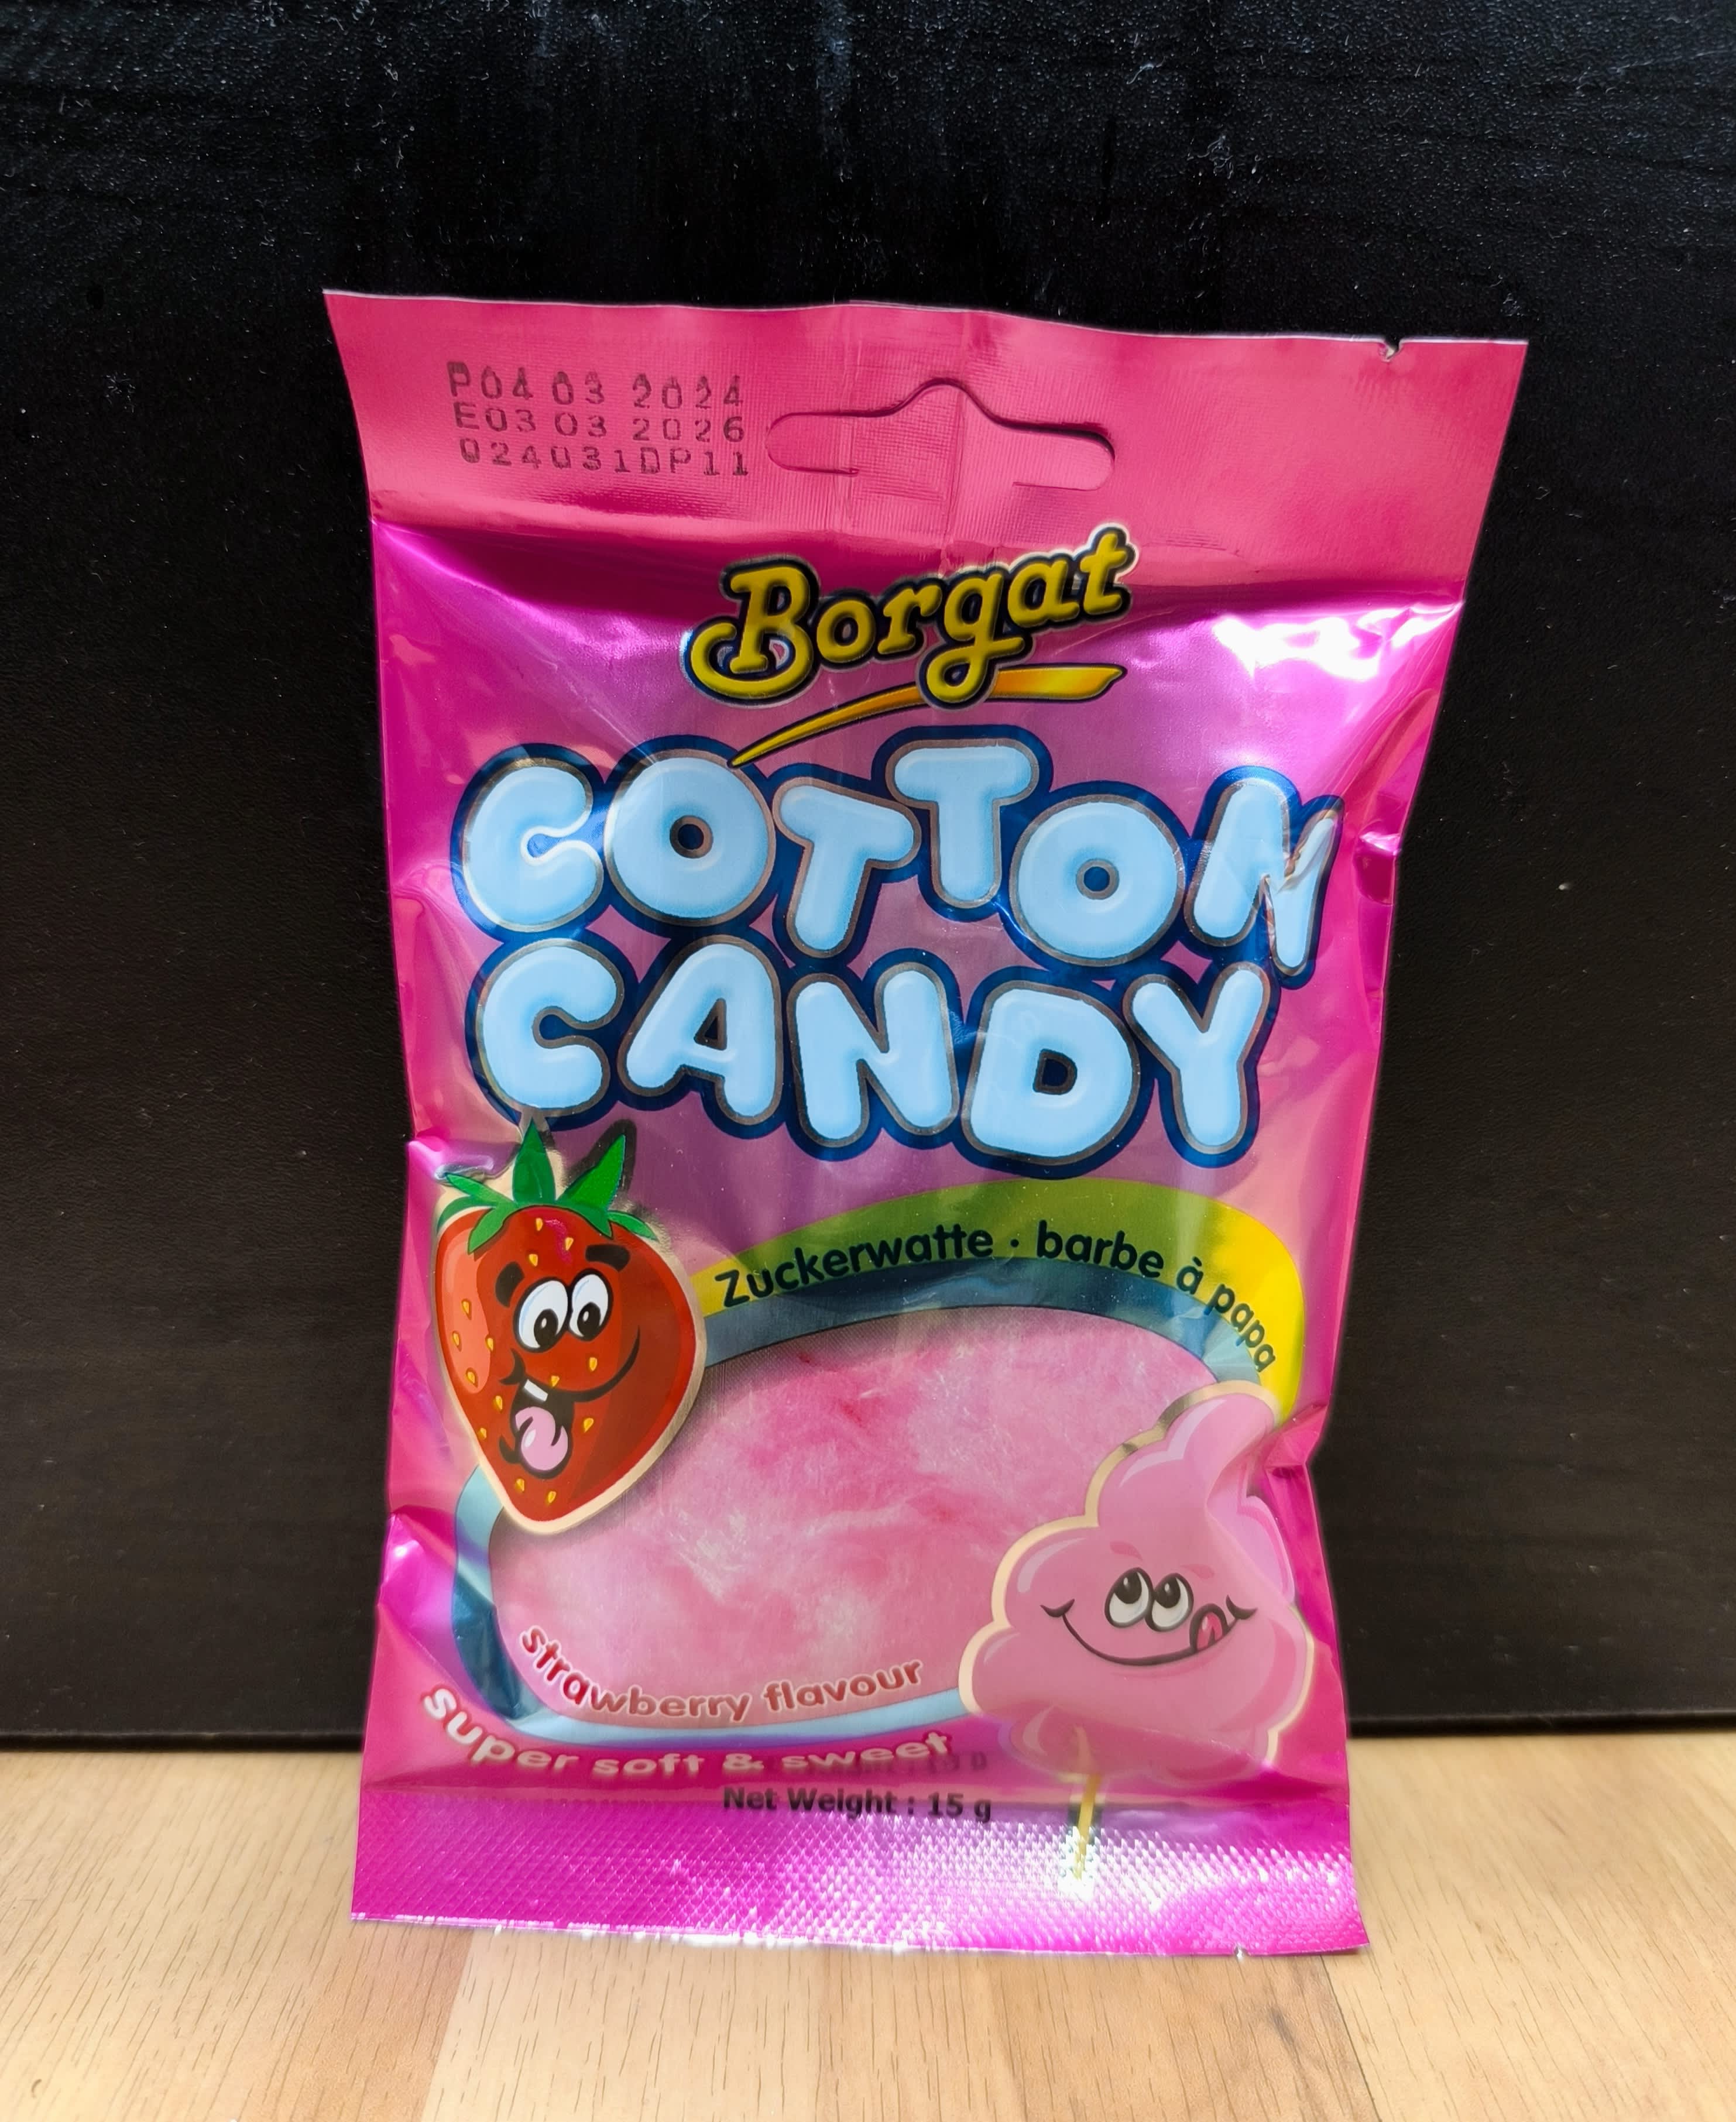 P04 03 2024
E03 03 2026
024031DP11
Borgat
COTTON
CANDY
Zuckerwatte · barbe à papa
strawberry flavour
super soft & sweet
Net Weight : 15 g